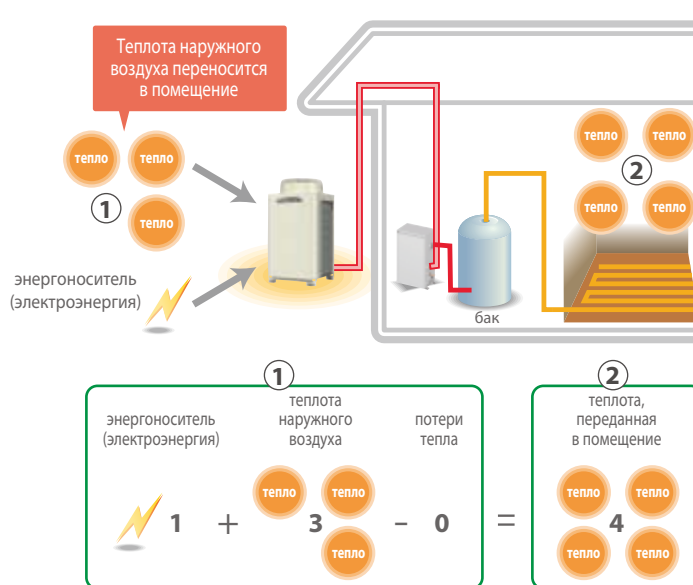 Теплота наружного
воздуха переносится
в помещение
тепло тепло
тепло
1
тепло тепло
2
тепло тепло
энергоноситель
(электроэнергия)
бак
1
энергоноситель
(электроэнергия)
теплота
наружного
воздуха
потери
тепла
1 + тепло тепло
3
тепло
– 0 =
2
теплота,
переданная
в помещение
тепло тепло
4
тепло тепло